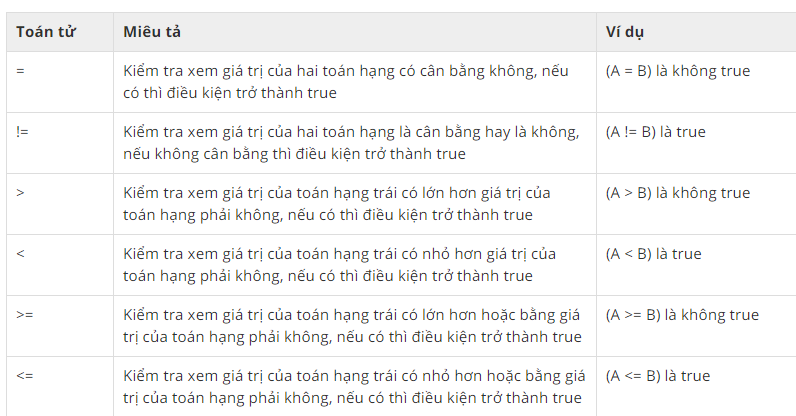 Toán tử Miêu tả Ví dụ
= Kiểm tra xem giá trị của hai toán hạng có cân bằng không, nếu (A = B) là không true
có thì điều kiện trở thành true
!= Kiểm tra xem giá trị của hai toán hạng là cân bằng hay là không, (A != B) là true
nếu không cân bằng thì điều kiện trở thành true
> Kiểm tra xem giá trị của toán hạng trái có lớn hơn giá trị của (A > B) là không true
toán hạng phải không, nếu có thì điều kiện trở thành true
< Kiểm tra xem giá trị của toán hạng trái có nhỏ hơn giá trị của (A < B) là true
toán hạng phải không, nếu có thì điều kiện trở thành true
>= Kiểm tra xem giá trị của toán hạng trái có lớn hơn hoặc bằng giá (A >= B) là không true
trị của toán hạng phải không, nếu có thì điều kiện trở thành true
<= Kiểm tra xem giá trị của toán hạng trái có nhỏ hơn hoặc bằng giá (A <= B) là true
trị của toán hạng phải không, nếu có thì điều kiện trở thành true